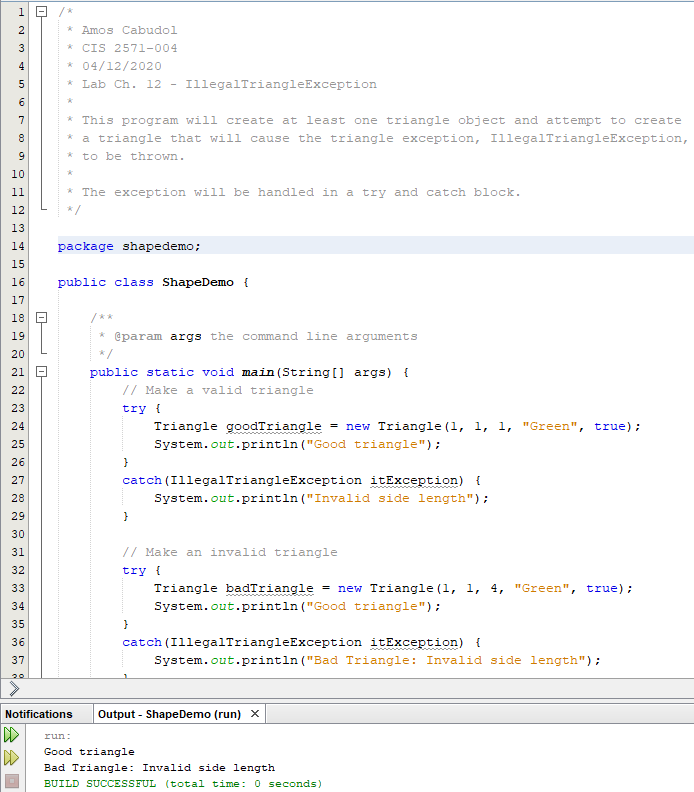 1 /*
2 * Amos Cabudol
3 * CIS 2571-004
4 * 04/12/2020
5 * Lab Ch. 12 - IllegalTriangleException
6 *
7 * This program will create at least one triangle object and attempt to create
8 * a triangle that will cause the triangle exception, IllegalTriangleException,
9 * to be thrown.
10 *
11 * The exception will be handled in a try and catch block.
12 */
13
14 package shapedemo;
15
16 public class ShapeDemo {
17
18 /**
19 * @param args the command line arguments
20 */
21 public static void main(String[] args) {
22 // Make a valid triangle
23 try {
24 Triangle goodTriangle = new Triangle(1, 1, 1, "Green", true);
25 System.out.println("Good triangle");
26 }
27 catch(IllegalTriangleException itException) {
28 System.out.println("Invalid side length");
29 }
30
31 // Make an invalid triangle
32 try {
33 Triangle badTriangle = new Triangle(1, 1, 4, "Green", true);
34 System.out.println("Good triangle");
35 }
36 catch(IllegalTriangleException itException) {
37 System.out.println("Bad Triangle: Invalid side length");
38 }
Notifications Output - ShapeDemo (run) ×
run:
Good triangle
Bad Triangle: Invalid side length
BUILD SUCCESSFUL (total time: 0 seconds)